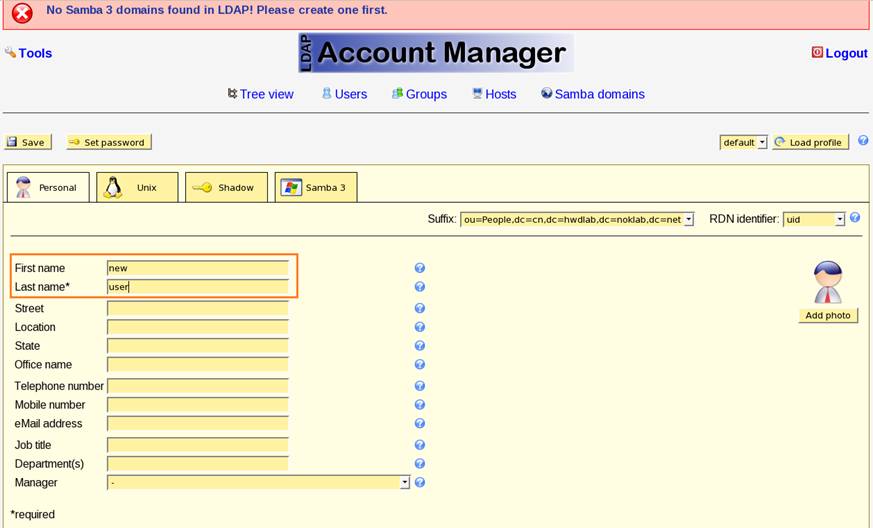 No Samba 3 domains found in LDAP! Please create one first.
Tools
LDAP Account Manager
Logout
Tree view Users Groups Hosts Samba domains
Save Set password default Load profile
Personal Unix Shadow Samba 3
Suffix: ou=People,dc=cn,dc=hwdlab,dc=noklab,dc=net RDN identifier: uid
First name new
Last name* user
Add photo
Street
Location
State
Office name
Telephone number
Mobile number
eMail address
Job title
Department(s)
Manager -
*required